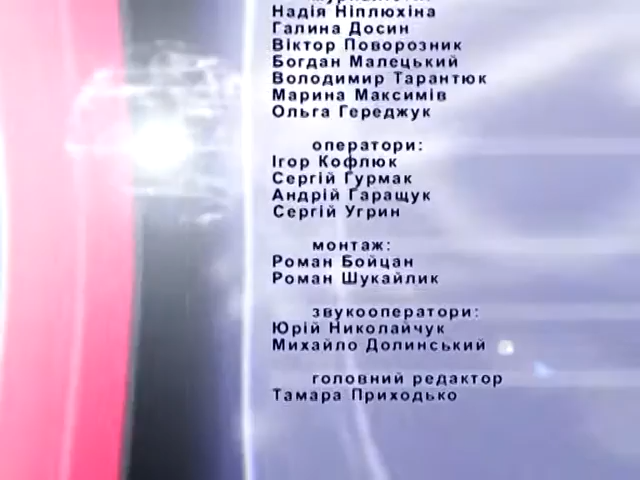 Надія Ніплюхіна
Галина Досин
Віктор Поворозник
Богдан Малецький
Володимир Тарантюк
Марина Максимів
Ольга Гереджук
оператори:
Ігор Кофлюк
Сергій Гурмак
Андрій Гаращук
Сергій Угрин
монтаж:
Роман Бойцан
Роман Шукайлик
звукооператори:
Юрій Николайчук
Михайло Долинський
головний редактор
Тамара Приходько